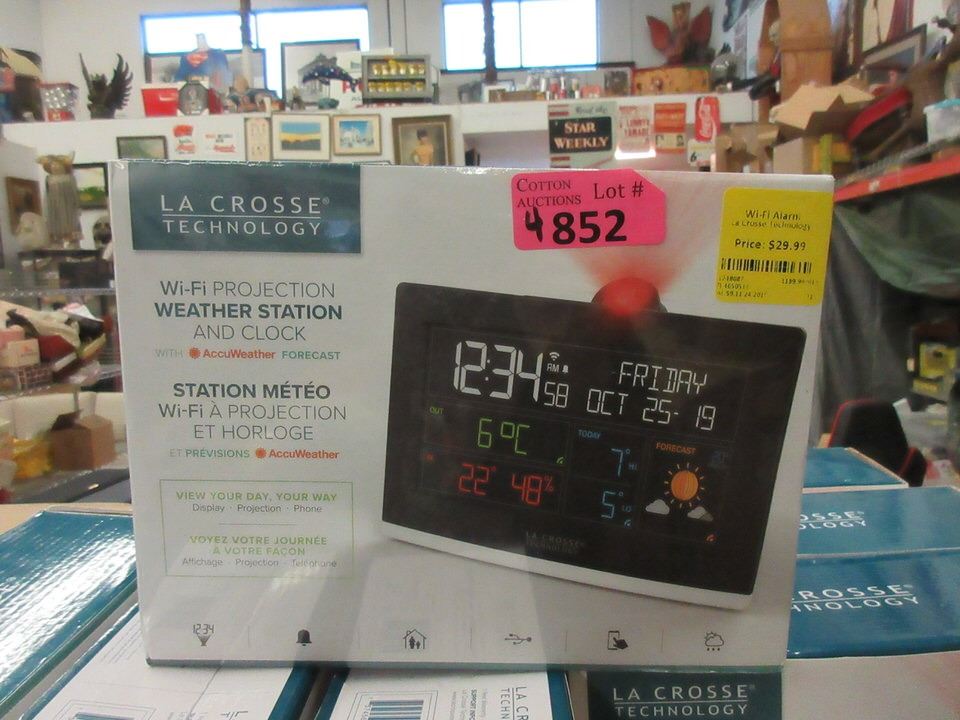 STAR
WEEKLY
LA CROSSE®
TECHNOLOGY
COTTON
AUCTIONS
Lot #
4852
Wi-Fi Alarm
La Crosse Technology
Price: $29.99
Wi-Fi PROJECTION
WEATHER STATION
AND CLOCK
WITH AccuWeather FORECAST
STATION MÉTÉO
Wi-Fi À PROJECTION
ET HORLOGE
ET PRÉVISIONS AccuWeather
VIEW YOUR DAY, YOUR WAY
Display · Projection · Phone
VOYEZ VOTRE JOURNÉE
À VOTRE FAÇON
Affichage · Projection · Téléphone
12:34 58
AM
FRIDAY
OCT 25-19
OUT
6°C
IN
22° 48%
TODAY
7° HI
5° LO
FORECAST
LA CROSSE
TECHNOLOGY
12:34
LA CROSSE®
TECHNOLOGY